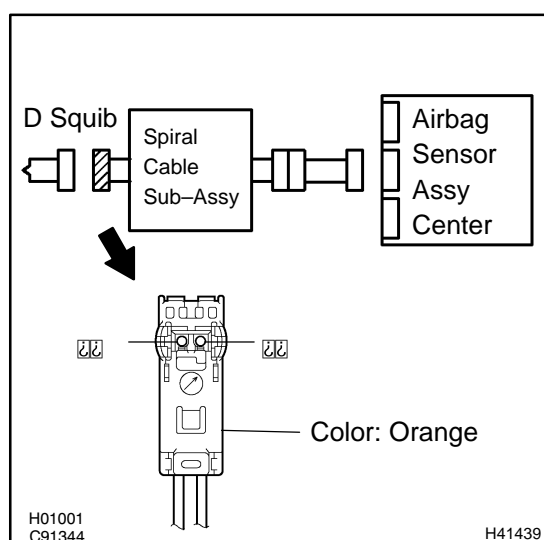 D Squib
Spiral
Cable
Sub–Assy
Airbag
Sensor
Assy
Center
Color: Orange
H01001
C91344
H41439